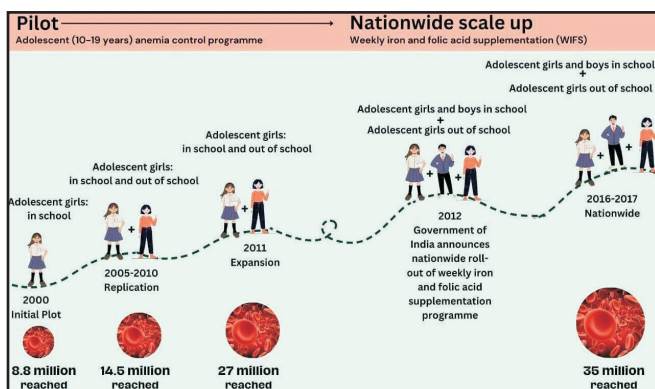 Pilot
Adolescent (10-19 years) anemia control programme
Nationwide scale up
Weekly iron and folic acid supplementation (WIFS)
Adolescent girls:
in school
2000
Initial Plot
8.8 million
reached
Adolescent girls:
in school and out of school
+
2005-2010
Replication
14.5 million
reached
Adolescent girls:
in school and out of school
+
2011
Expansion
27 million
reached
Adolescent girls and boys in school
+
Adolescent girls out of school
+
+
2012
Government of
India announces
nationwide roll-
out of weekly iron
and folic acid
supplementation
programme
Adolescent girls and boys in school
+
Adolescent girls out of school
+
+
2016-2017
Nationwide
35 million
reached